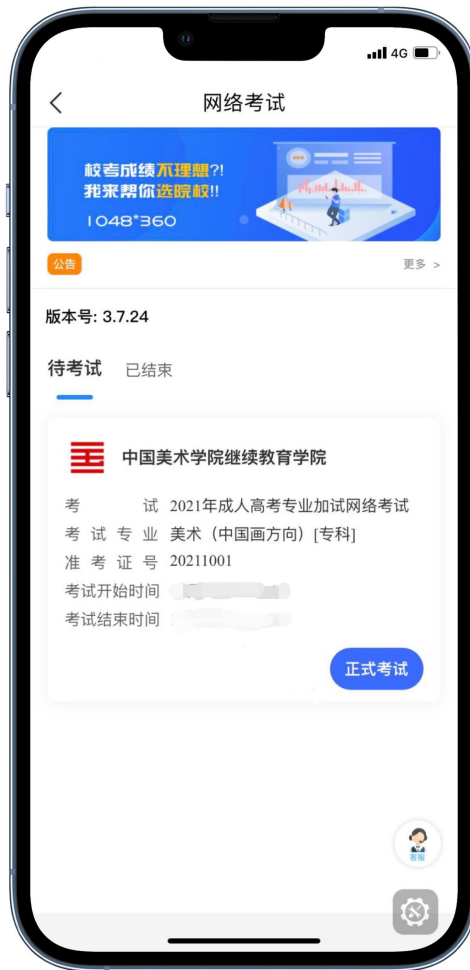 4G
网络考试
校考成绩不理想?!
我来帮你选院校!!
1048*360
公告
更多 >
版本号: 3.7.24
待考试 已结束
中国美术学院继续教育学院
考 试 2021年成人高考专业加试网络考试
考 试 专 业 美术（中国画方向）[专科]
准 考 证 号 20211001
考试开始时间
考试结束时间
正式考试
客服